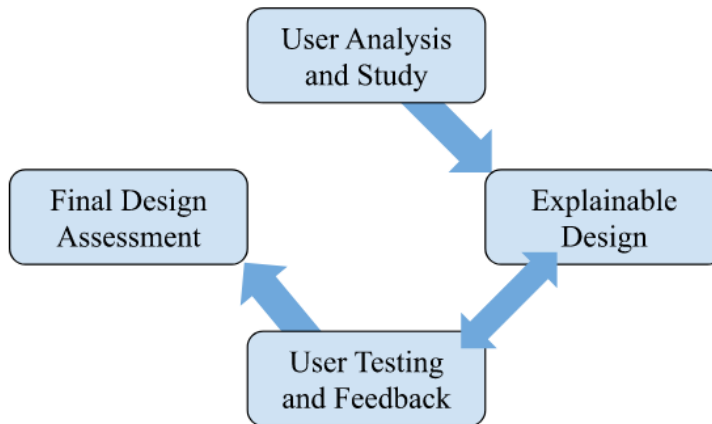 User Analysis
and Study
Final Design
Assessment
Explainable
Design
User Testing
and Feedback